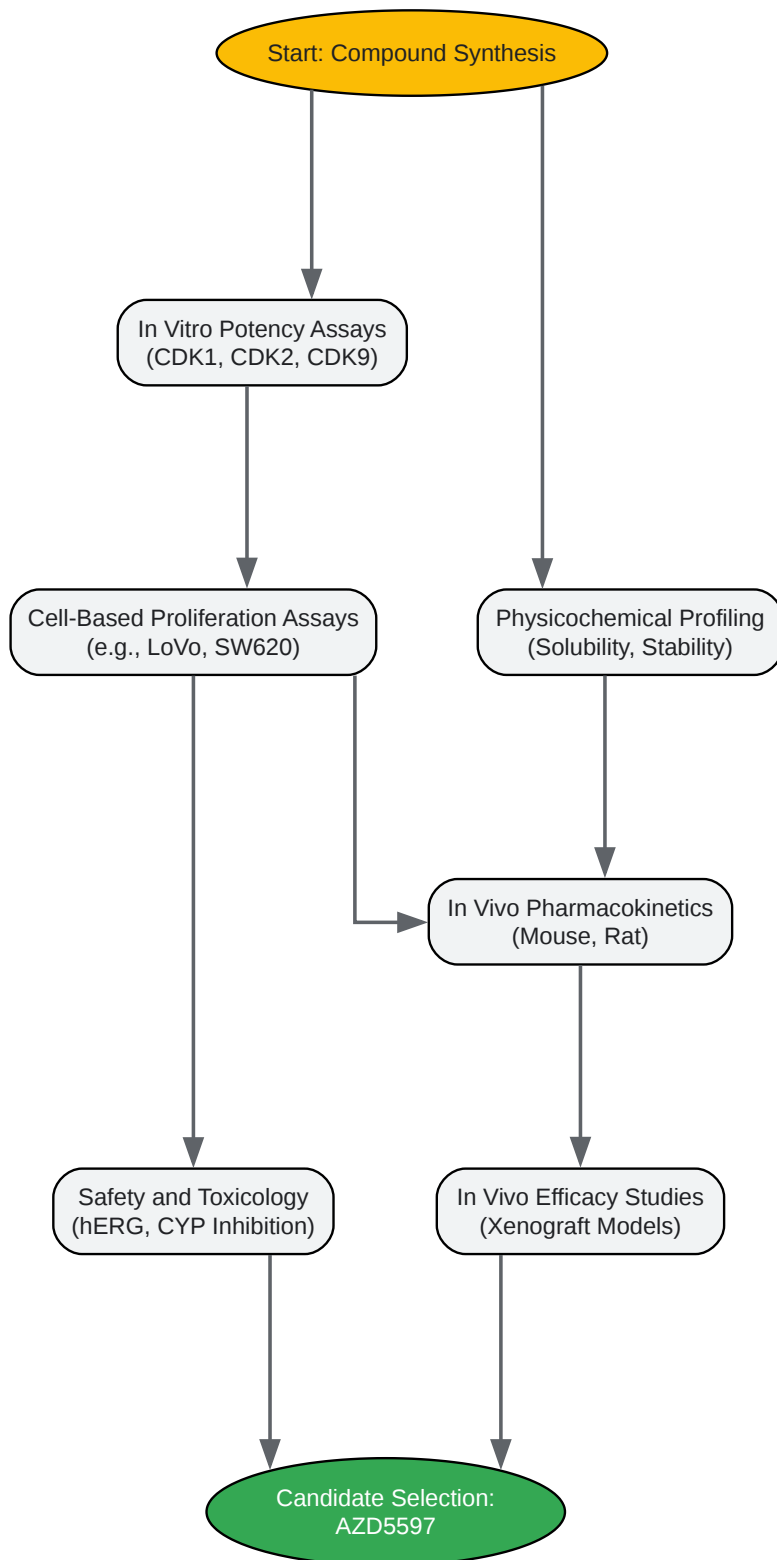 Start: Compound Synthesis
In Vitro Potency Assays
(CDK1, CDK2, CDK9)
Cell-Based Proliferation Assays
(e.g., LoVo, SW620)
Physicochemical Profiling
(Solubility, Stability)
In Vivo Pharmacokinetics
(Mouse, Rat)
Safety and Toxicology
(hERG, CYP Inhibition)
In Vivo Efficacy Studies
(Xenograft Models)
Candidate Selection:
AZD5597